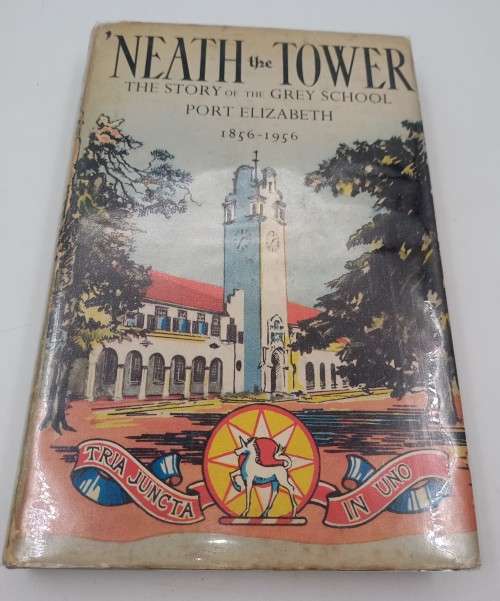 'NEATH the TOWER
THE STORY OF THE GREY SCHOOL
PORT ELIZABETH
1856-1956
TRIA JUNCTA
IN UNO